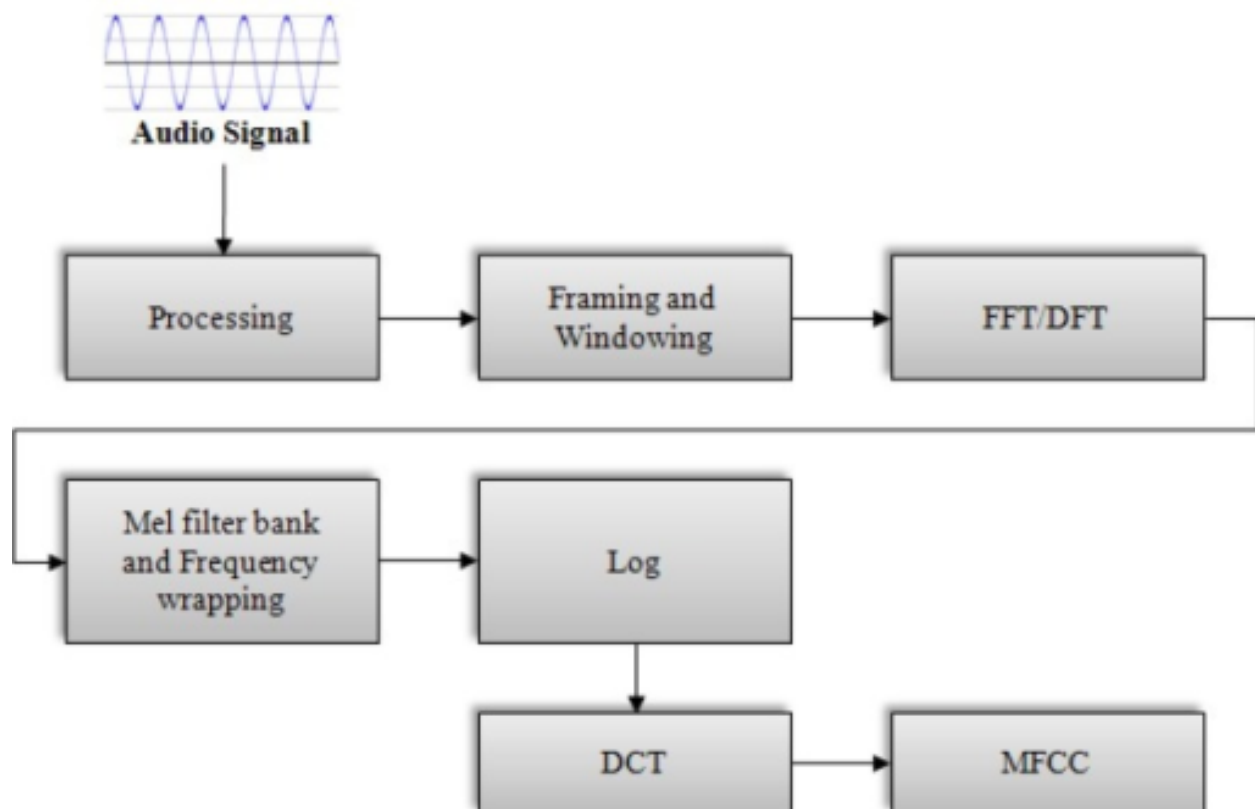 Audio Signal
Processing
Framing and
Windowing
FFT/DFT
Mel filter bank
and Frequency
wrapping
Log
DCT
MFCC